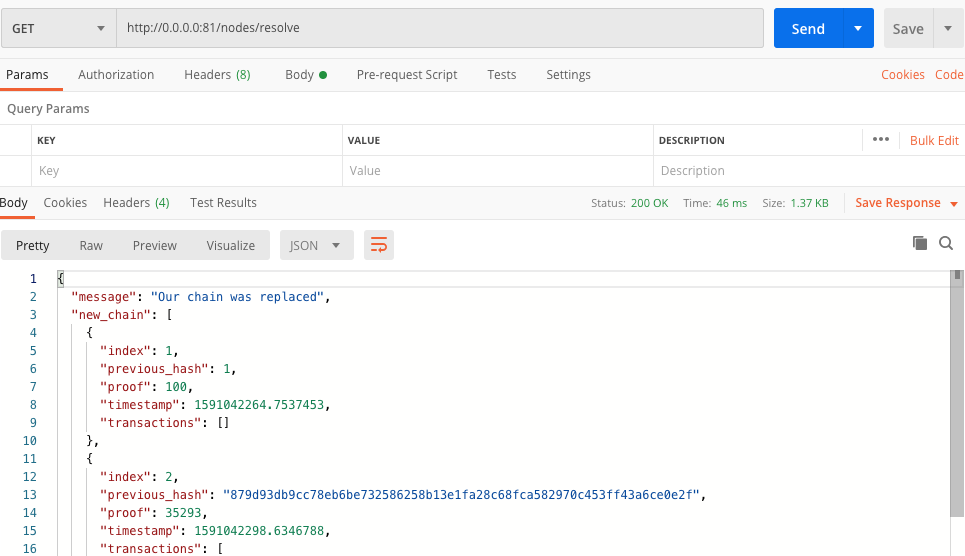 GET http://0.0.0.0:81/nodes/resolve Send Save
Params Authorization Headers (8) Body Pre-request Script Tests Settings Cookies Code
Query Params
KEY VALUE DESCRIPTION ••• Bulk Edit
Key Value Description
Body Cookies Headers (4) Test Results Status: 200 OK Time: 46 ms Size: 1.37 KB Save Response
Pretty Raw Preview Visualize JSON
1 {
2 "message": "Our chain was replaced",
3 "new_chain": [
4 {
5 "index": 1,
6 "previous_hash": 1,
7 "proof": 100,
8 "timestamp": 1591042264.7537453,
9 "transactions": []
10 },
11 {
12 "index": 2,
13 "previous_hash": "879d93db9cc78eb6be732586258b13e1fa28c68fca582970c453ff43a6ce0e2f",
14 "proof": 35293,
15 "timestamp": 1591042298.6346788,
16 "transactions": [